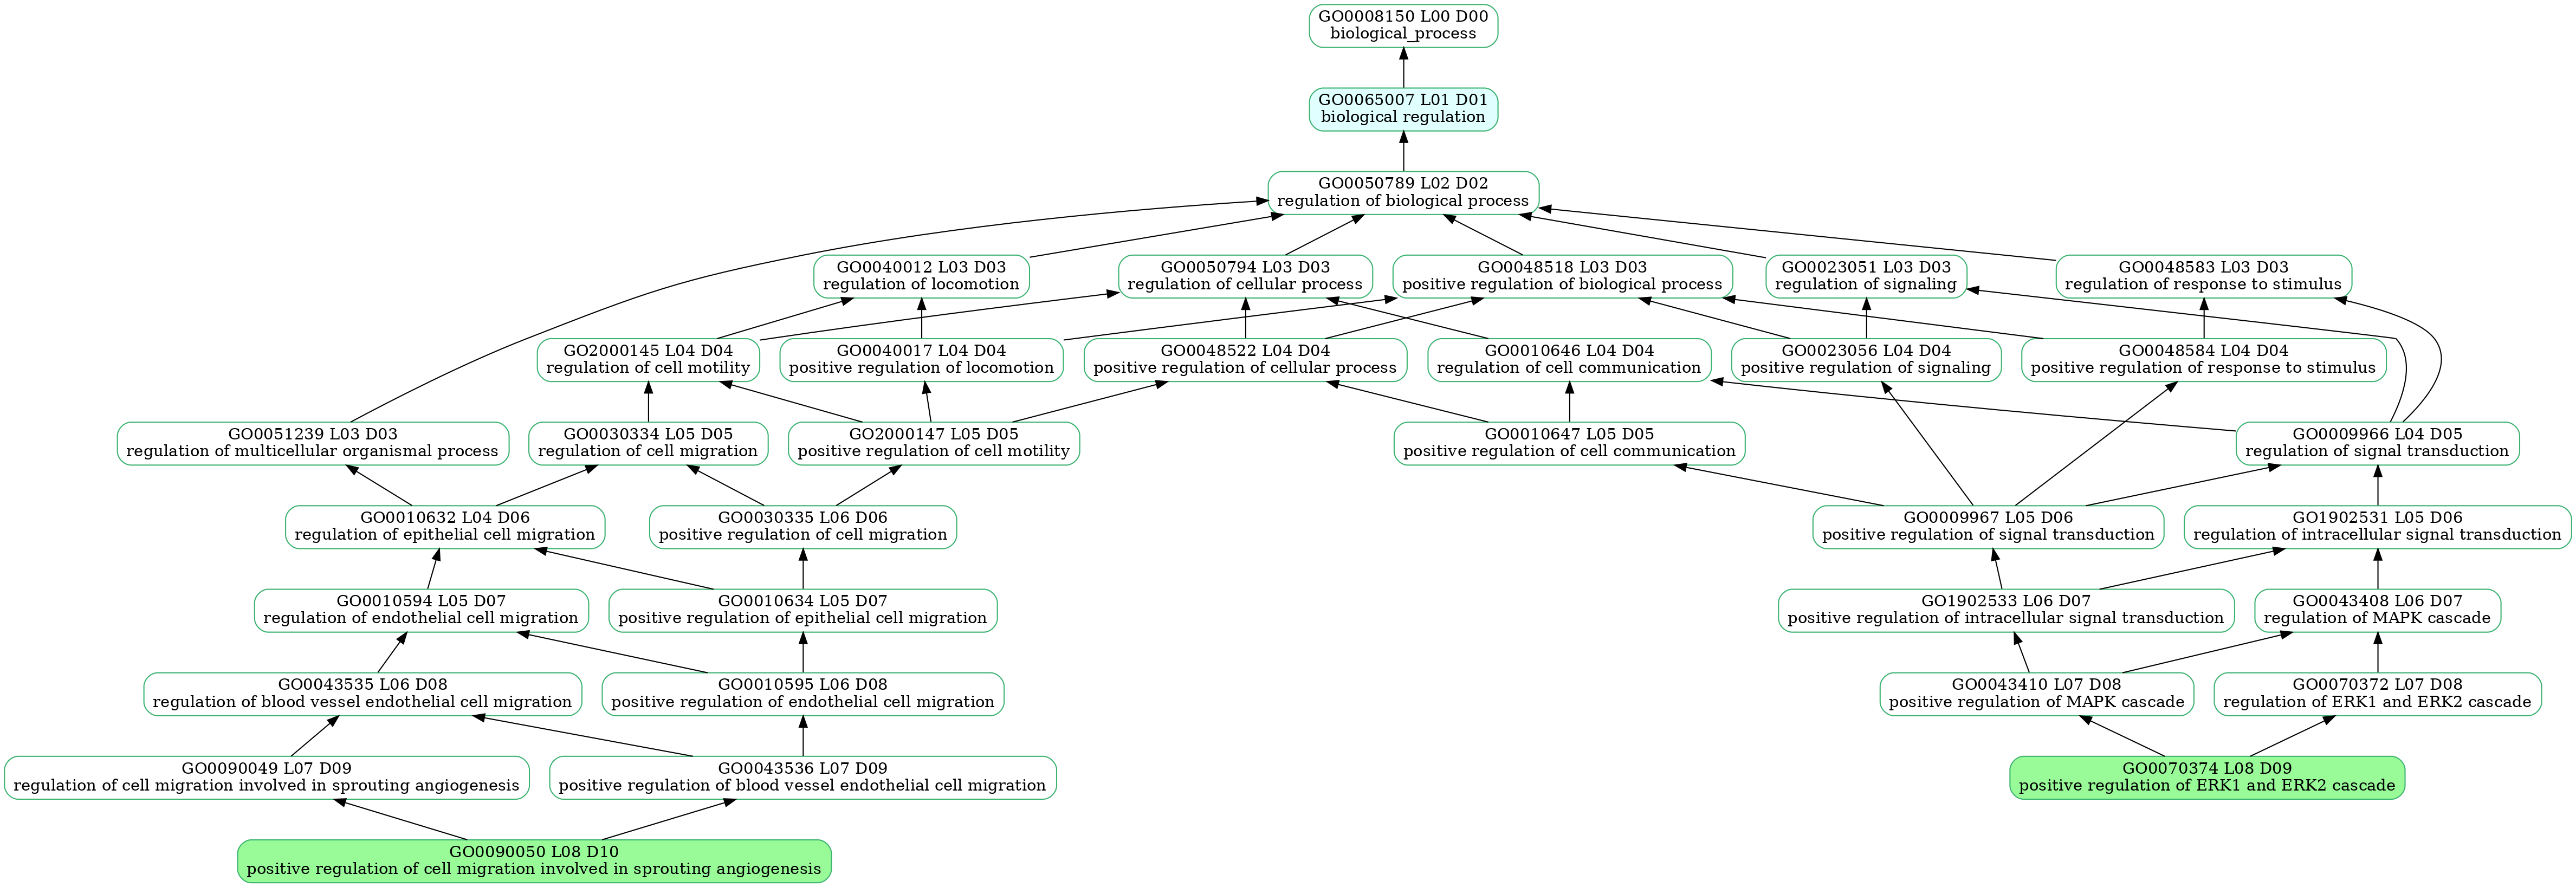 GO0008150 L00 D00
biological_process
GO0065007 L01 D01
biological regulation
GO0050789 L02 D02
regulation of biological process
GO0040012 L03 D03
regulation of locomotion
GO0050794 L03 D03
regulation of cellular process
GO0048518 L03 D03
positive regulation of biological process
GO0023051 L03 D03
regulation of signaling
GO0048583 L03 D03
regulation of response to stimulus
GO2000145 L04 D04
regulation of cell motility
GO0040017 L04 D04
positive regulation of locomotion
GO0048522 L04 D04
positive regulation of cellular process
GO0010646 L04 D04
regulation of cell communication
GO0023056 L04 D04
positive regulation of signaling
GO0048584 L04 D04
positive regulation of response to stimulus
GO0051239 L03 D03
regulation of multicellular organismal process
GO0030334 L05 D05
regulation of cell migration
GO2000147 L05 D05
positive regulation of cell motility
GO0010647 L05 D05
positive regulation of cell communication
GO0009966 L04 D05
regulation of signal transduction
GO0010632 L04 D06
regulation of epithelial cell migration
GO0030335 L06 D06
positive regulation of cell migration
GO0009967 L05 D06
positive regulation of signal transduction
GO1902531 L05 D06
regulation of intracellular signal transduction
GO0010594 L05 D07
regulation of endothelial cell migration
GO0010634 L05 D07
positive regulation of epithelial cell migration
GO1902533 L06 D07
positive regulation of intracellular signal transduction
GO0043408 L06 D07
regulation of MAPK cascade
GO0043535 L06 D08
regulation of blood vessel endothelial cell migration
GO0010595 L06 D08
positive regulation of endothelial cell migration
GO0043410 L07 D08
positive regulation of MAPK cascade
GO0070372 L07 D08
regulation of ERK1 and ERK2 cascade
GO0090049 L07 D09
regulation of cell migration involved in sprouting angiogenesis
GO0043536 L07 D09
positive regulation of blood vessel endothelial cell migration
GO0070374 L08 D09
positive regulation of ERK1 and ERK2 cascade
GO0090050 L08 D10
positive regulation of cell migration involved in sprouting angiogenesis